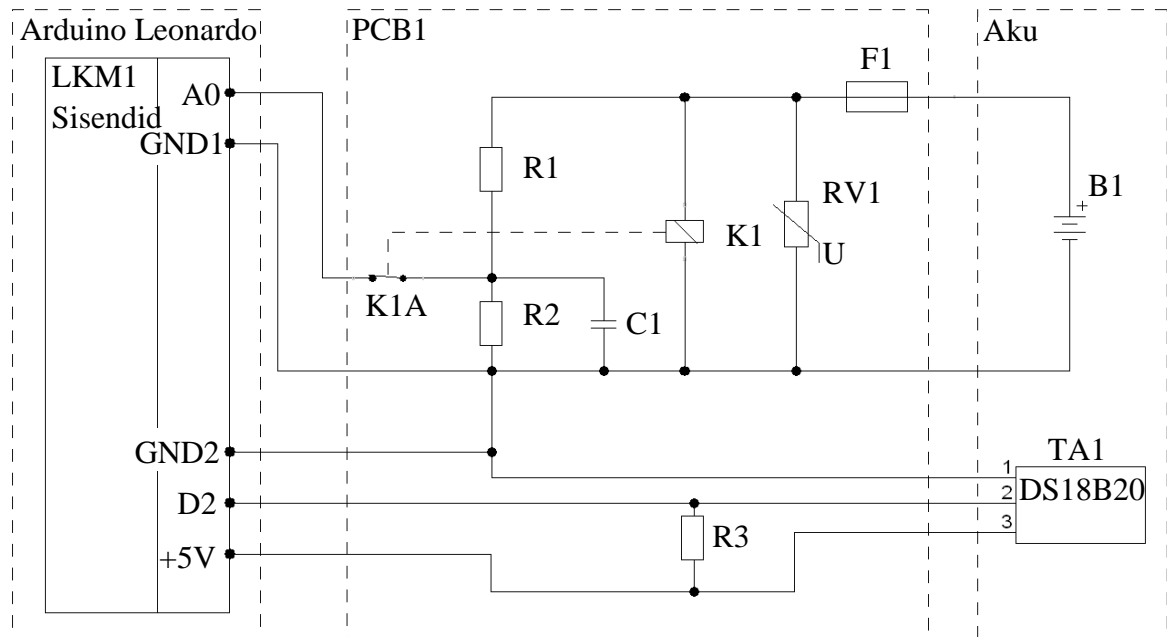 Arduino Leonardo
PCB1
Aku
LKM1
Sisendid
A0
GND1
F1
R1
RV1
U
K1
B1
+
K1A
R2
C1
GND2
D2
+5V
R3
TA1
DS18B20
1
2
3